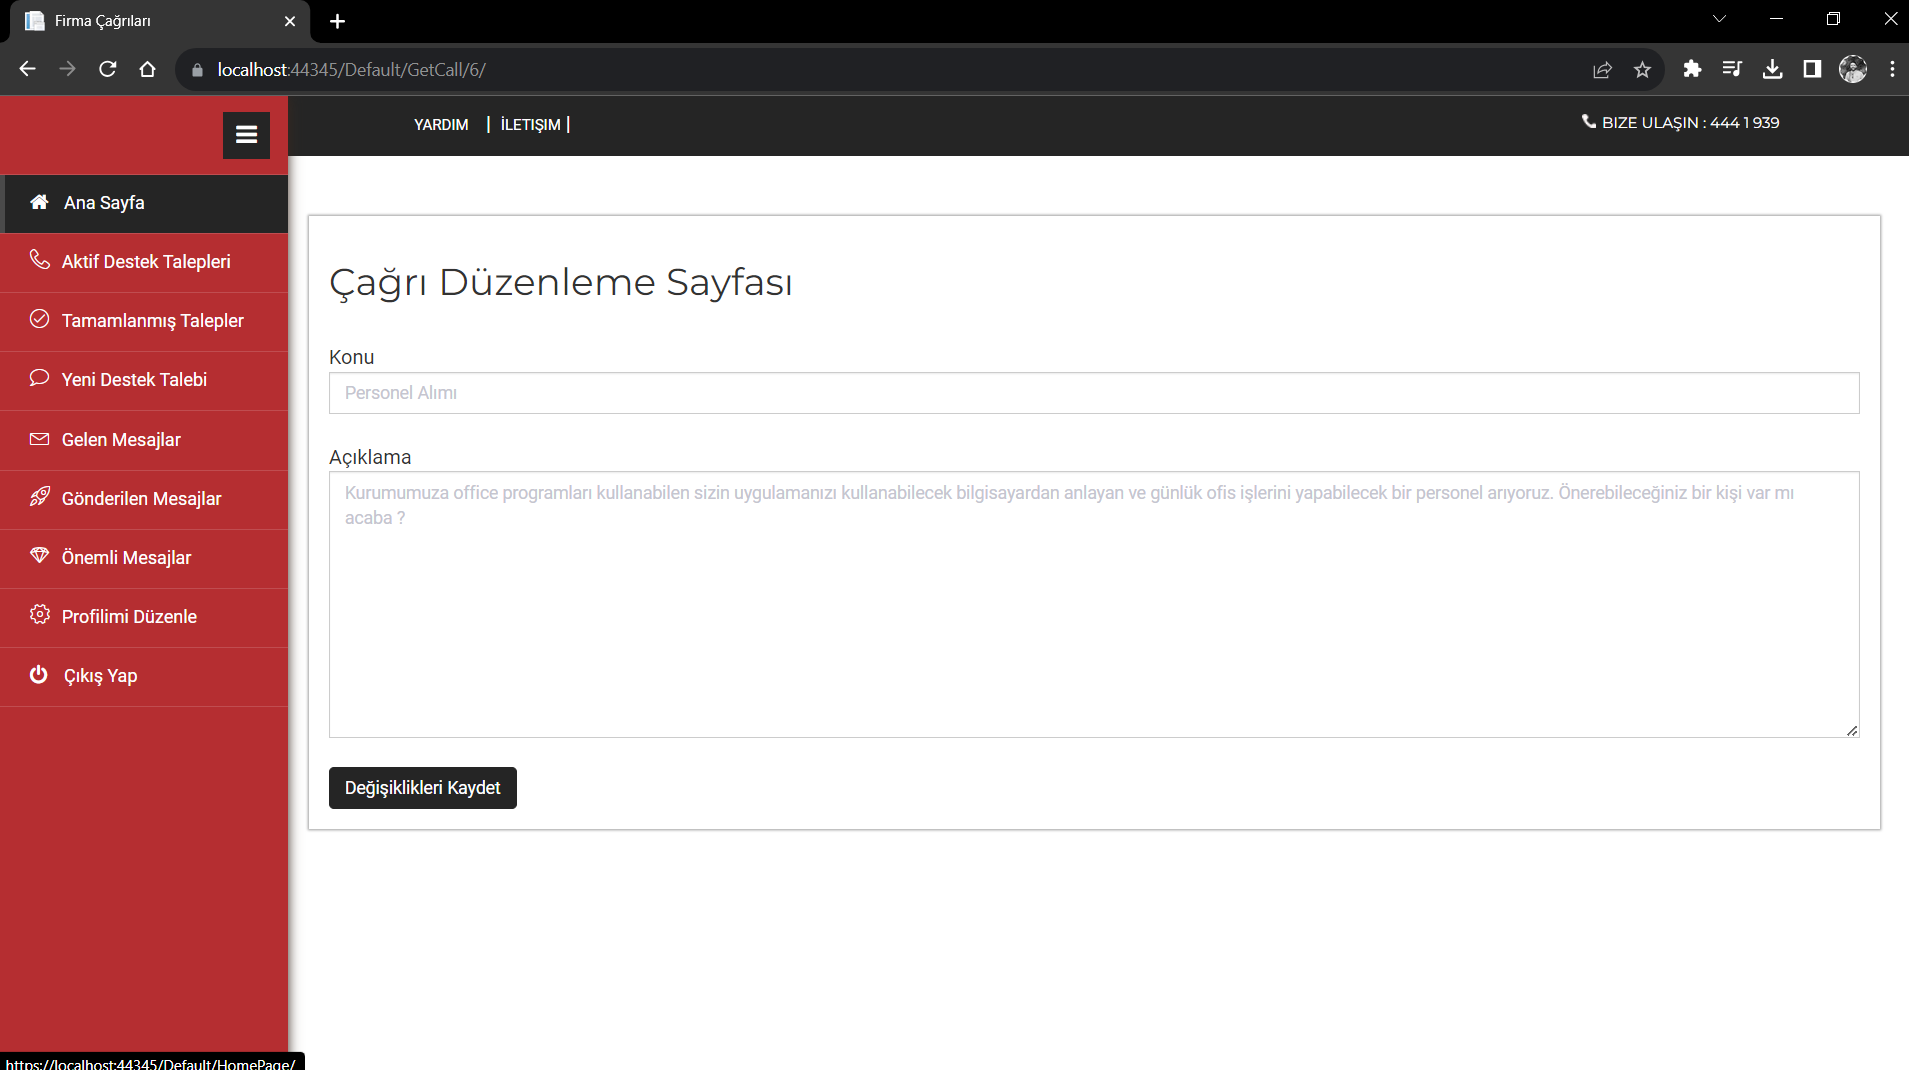 Firma Çağrıları
localhost:44345/Default/GetCall/6/
YARDIM | İLETIŞIM |
BIZE ULAŞIN : 444 1 939
Ana Sayfa
Aktif Destek Talepleri
Tamamlanmış Talepler
Yeni Destek Talebi
Gelen Mesajlar
Gönderilen Mesajlar
Önemli Mesajlar
Profilimi Düzenle
Çıkış Yap
Çağrı Düzenleme Sayfası
Konu
Personel Alımı
Açıklama
Kurumumuza office programları kullanabilen sizin uygulamanızı kullanabilecek bilgisayardan anlayan ve günlük ofis işlerini yapabilecek bir personel arıyoruz. Önerebileceğiniz bir kişi var mı
acaba ?
Değişiklikleri Kaydet
https://localhost:44345/Default/HomePage/